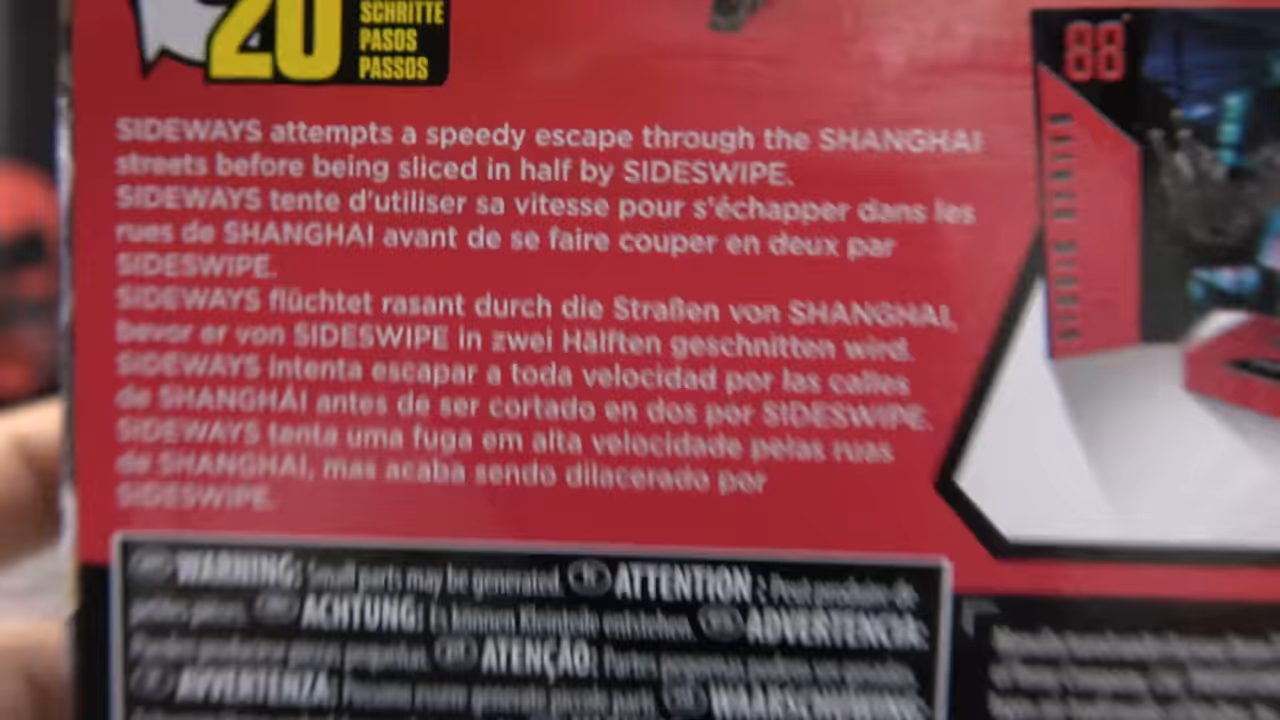 20 SCHRITTE
PASOS
PASSOS
88
SIDEWAYS attempts a speedy escape through the SHANGHAI
streets before being sliced in half by SIDESWIPE.
SIDEWAYS tente d'utiliser sa vitesse pour s'échapper dans les
rues de SHANGHAI avant de se faire couper en deux par
SIDESWIPE.
SIDEWAYS flüchtet rasant durch die Straßen von SHANGHAI,
bevor er von SIDESWIPE in zwei Hälften geschnitten wird.
SIDEWAYS intenta escapar a toda velocidad por las calles
de SHANGHÁI antes de ser cortado en dos por SIDESWIPE.
SIDEWAYS tenta uma fuga em alta velocidade pelas ruas
de SHANGHAI, mas acaba sendo dilacerado por
SIDESWIPE.
WARNING: Small parts may be generated. ATTENTION :
ACHTUNG! Es können Kleinteile entstehen. ADVERTENCIA:
ATENÇÃO:
AVVERTENZA: WAARSCHUWING: